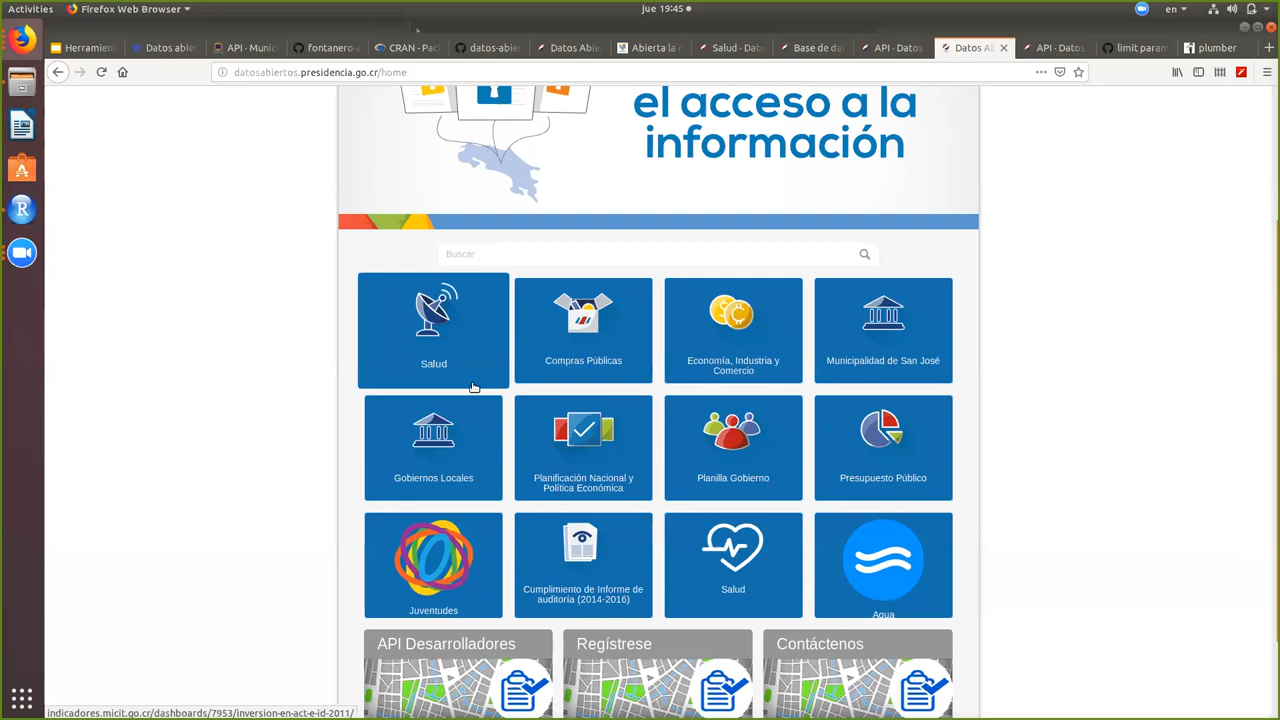 Activities
Firefox Web Browser
jue 19:45
en
Herramien
Datos abie
API · Munic
fontanero-
CRAN - Pac
datos-abie
Datos Abie
Abierta la c
Salud · Dat
Base de dat
API · Datos
Datos Ab
API · Datos
limit param
plumber
datosabiertos.presidencia.go.cr/home
el acceso a la
información
Buscar
Salud
Compras Públicas
Economía, Industria y
Comercio
Municipalidad de San José
Gobiernos Locales
Planificación Nacional y
Política Económica
Planilla Gobierno
Presupuesto Público
Juventudes
Cumplimiento de Informe de
auditoría (2014-2016)
Salud
Agua
API Desarrolladores
Regístrese
Contáctenos
indicadores.micit.go.cr/dashboards/7953/inversion-en-act-e-id-2011/